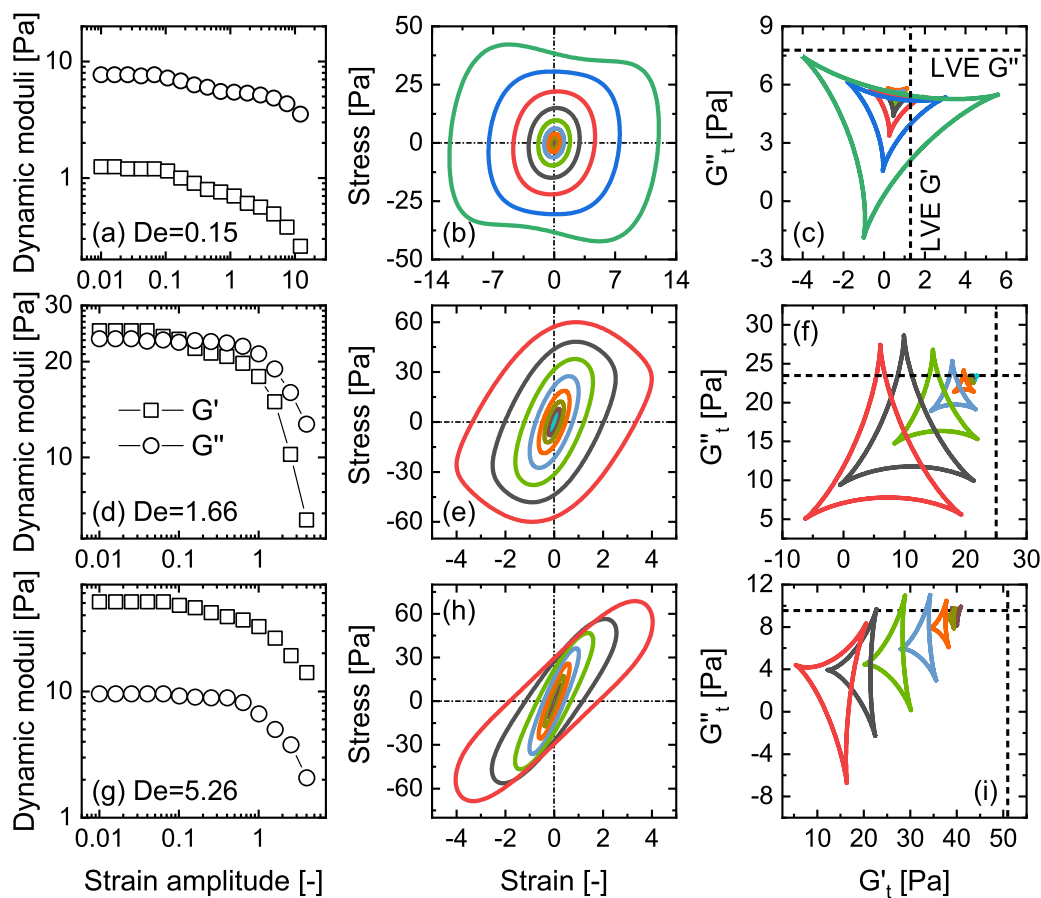 Dynamic moduli [Pa]
10
1
0.01 0.1 1 10
(a) De=0.15
Stress [Pa]
50
25
0
-25
-50
-14 -7 0 7 14
(b)
G''t [Pa]
9
6
3
0
-3
-4 -2 0 2 4 6
LVE G''
LVE G'
(c)
Dynamic moduli [Pa]
30
20
10
0.01 0.1 1
G'
G''
(d) De=1.66
Stress [Pa]
60
30
0
-30
-60
-4 -2 0 2 4
(e)
G''t [Pa]
30
25
20
15
10
5
-10 0 10 20 30
(f)
Dynamic moduli [Pa]
10
1
0.01 0.1 1
(g) De=5.26
Strain amplitude [-]
Stress [Pa]
60
30
0
-30
-60
-4 -2 0 2 4
(h)
Strain [-]
G''t [Pa]
12
8
4
0
-4
-8
10 20 30 40 50
(i)
G't [Pa]